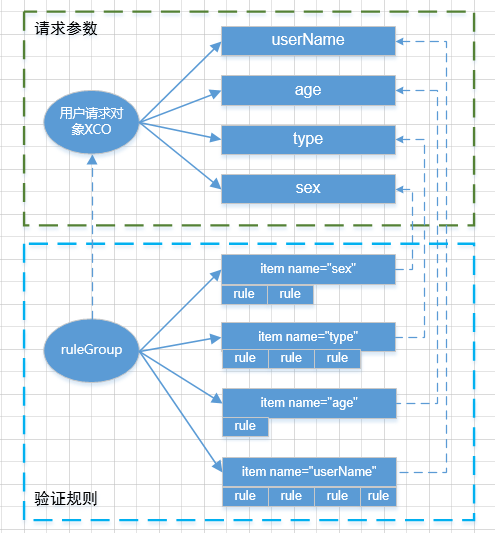 请求参数
userName
age
用户请求对
象XCO
type
sex
item name="sex"
rule rule
item name="type"
ruleGroup
rule rule rule
item name="age"
rule
item name="userName"
rule rule rule rule
验证规则